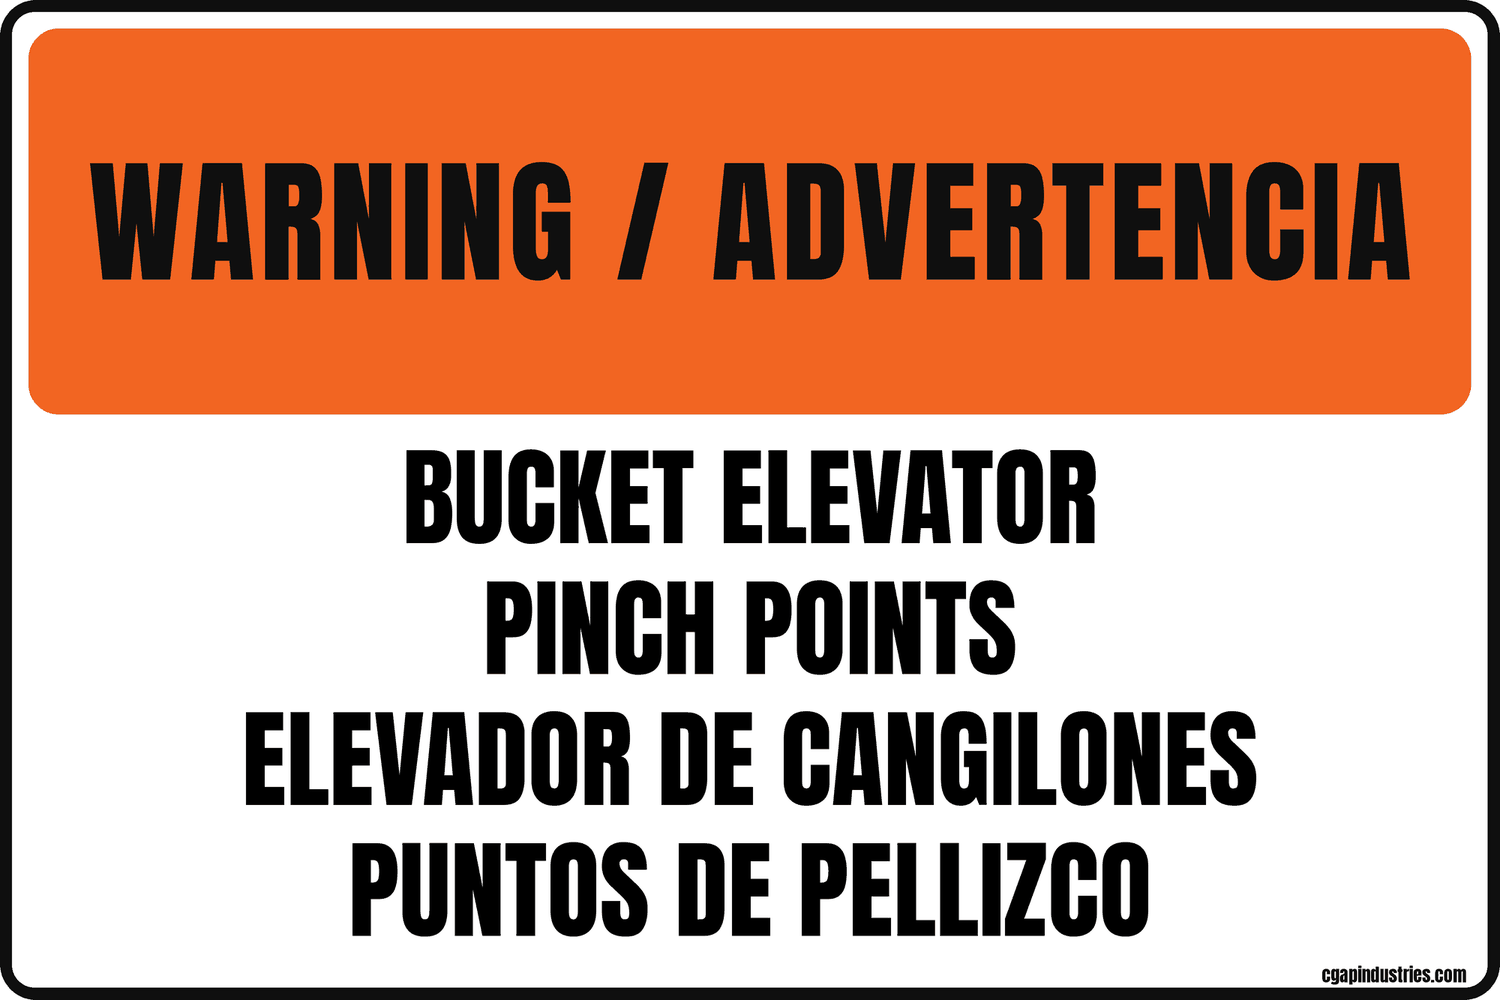 WARNING / ADVERTENCIA
BUCKET ELEVATOR
PINCH POINTS
ELEVADOR DE CANGILONES
PUNTOS DE PELLIZCO
cgapindustries.com